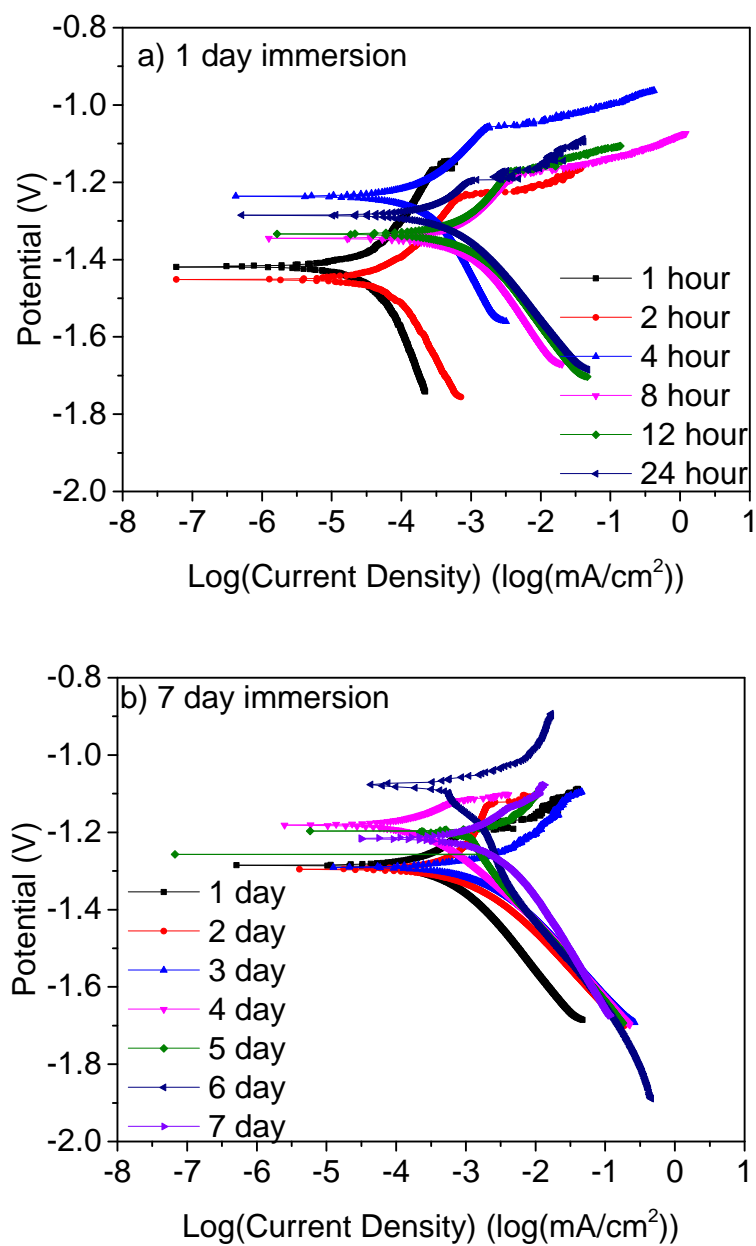 a) 1 day immersion
-0.8
-1.0
-1.2
-1.4
-1.6
-1.8
-2.0
Potential (V)
1 hour
2 hour
4 hour
8 hour
12 hour
24 hour
-8 -7 -6 -5 -4 -3 -2 -1 0 1
Log(Current Density) (log(mA/cm²))
b) 7 day immersion
-0.8
-1.0
-1.2
-1.4
-1.6
-1.8
-2.0
Potential (V)
1 day
2 day
3 day
4 day
5 day
6 day
7 day
-8 -7 -6 -5 -4 -3 -2 -1 0 1
Log(Current Density) (log(mA/cm²))